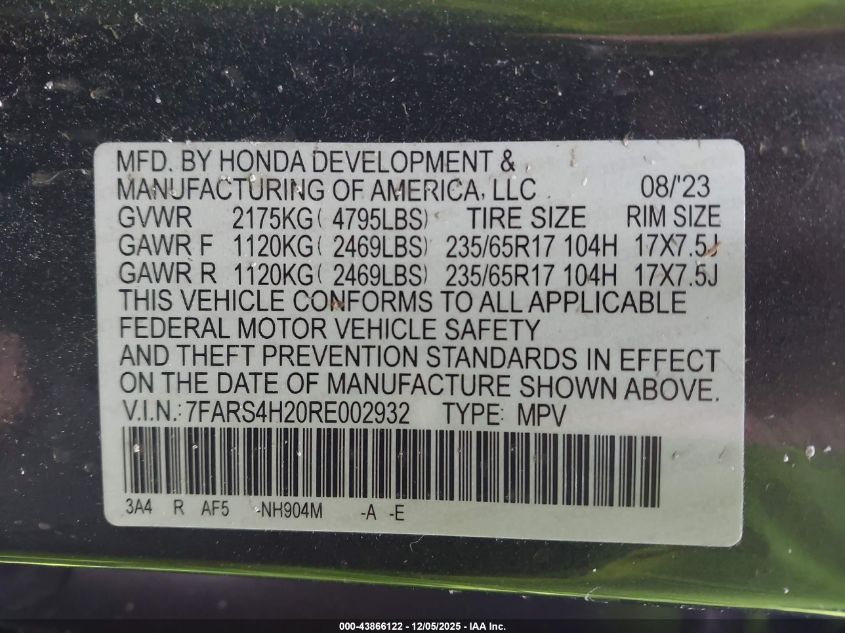 MFD. BY HONDA DEVELOPMENT &
MANUFACTURING OF AMERICA, LLC 08/'23
GVWR 2175KG( 4795LBS) TIRE SIZE RIM SIZE
GAWR F 1120KG( 2469LBS) 235/65R17 104H 17X7.5J
GAWR R 1120KG( 2469LBS) 235/65R17 104H 17X7.5J
THIS VEHICLE CONFORMS TO ALL APPLICABLE
FEDERAL MOTOR VEHICLE SAFETY
AND THEFT PREVENTION STANDARDS IN EFFECT
ON THE DATE OF MANUFACTURE SHOWN ABOVE.
V.I.N.: 7FARS4H20RE002932 TYPE: MPV
3A4 R AF5 -NH904M -A -E
000-43866122 - 12/05/2025 - IAA Inc.